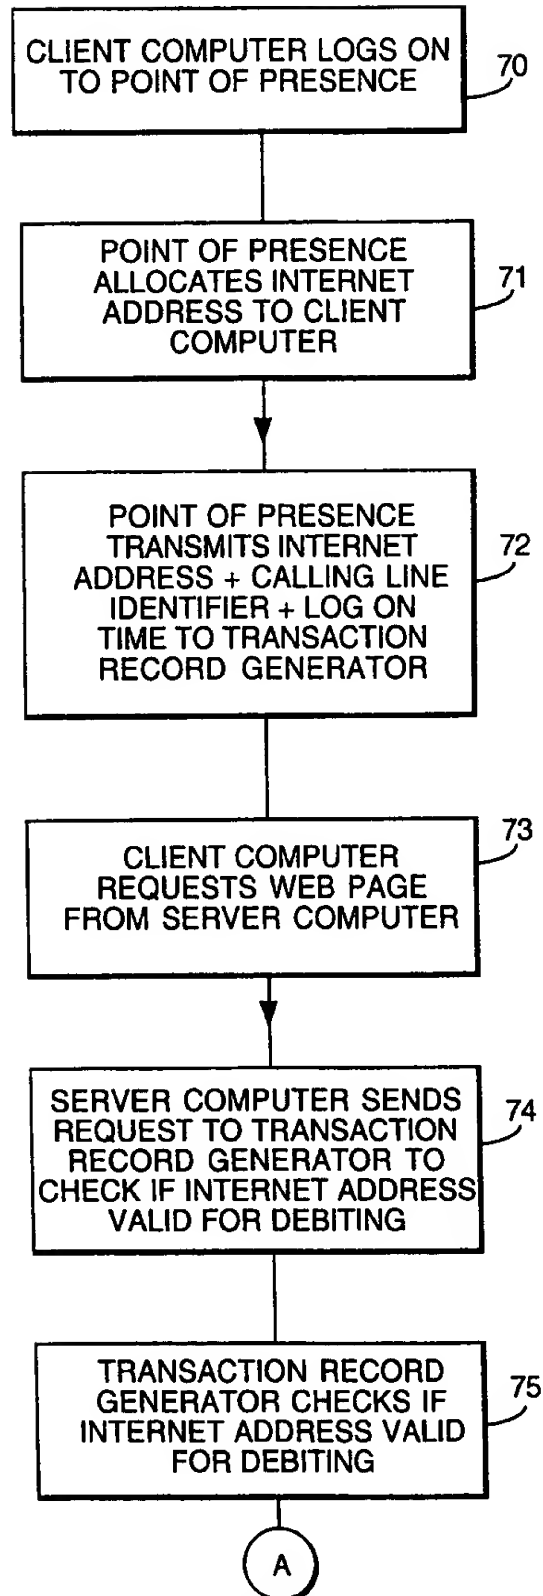 CLIENT COMPUTER LOGS ON
TO POINT OF PRESENCE
70
POINT OF PRESENCE
ALLOCATES INTERNET
ADDRESS TO CLIENT
COMPUTER
71
POINT OF PRESENCE
TRANSMITS INTERNET
ADDRESS + CALLING LINE
IDENTIFIER + LOG ON
TIME TO TRANSACTION
RECORD GENERATOR
72
CLIENT COMPUTER
REQUESTS WEB PAGE
FROM SERVER COMPUTER
73
SERVER COMPUTER SENDS
REQUEST TO TRANSACTION
RECORD GENERATOR TO
CHECK IF INTERNET ADDRESS
VALID FOR DEBITING
74
TRANSACTION RECORD
GENERATOR CHECKS IF
INTERNET ADDRESS VALID
FOR DEBITING
75
A